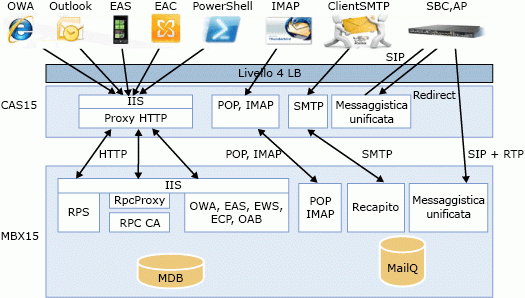 OWA Outlook EAS EAC PowerShell IMAP ClientSMTP SBC,AP
SIP
Livello 4 LB
CAS15
IIS
Proxy HTTP
POP, IMAP
SMTP
Messaggistica
unificata
Redirect
HTTP
POP, IMAP
SMTP
SIP + RTP
MBX15
IIS
RPS
RpcProxy
RPC CA
OWA, EAS, EWS,
ECP, OAB
POP
IMAP
Recapito
Messaggistica
unificata
MDB
MailQ